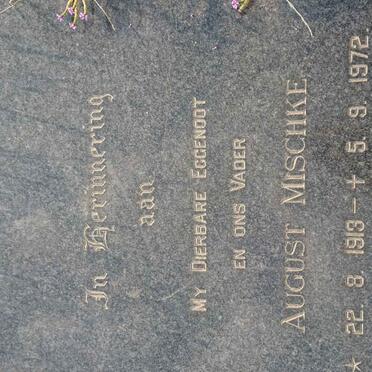 In Herinnering
aan
MY DIERBARE EGGENOOT
EN ONS VADER
AUGUST MISCHKE
* 22. 8. 1913 – + 5. 9. 1972.